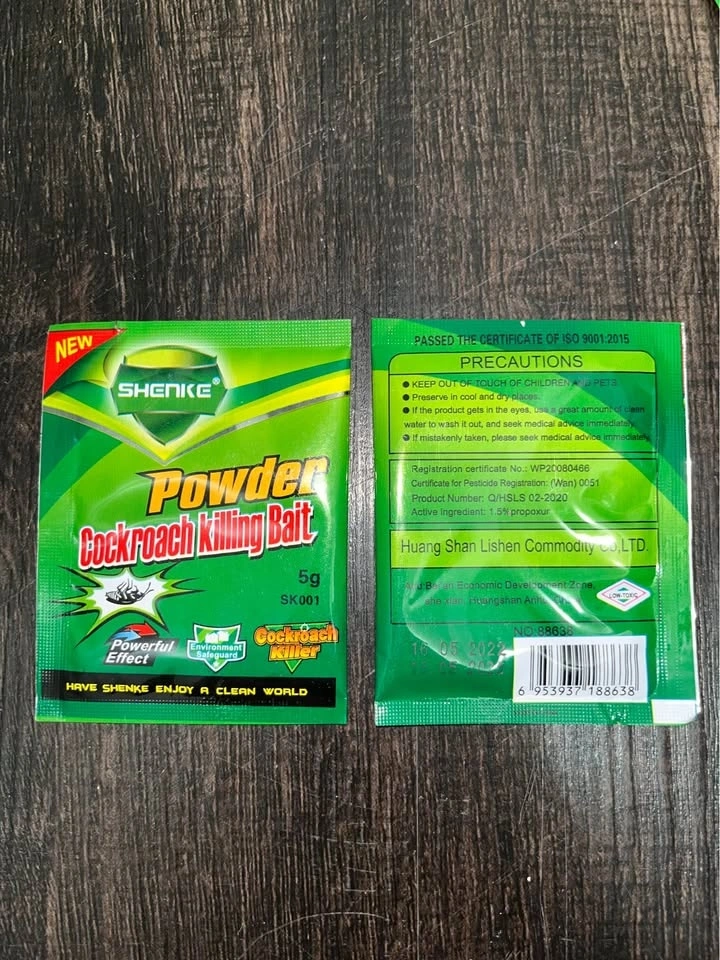 NEW
SHENKE®
Powder
Cockroach killing Bait
5g
SK001
Powerful
Effect
Environment
Safeguard
Cockroach
Killer
HAVE SHENKE ENJOY A CLEAN WORLD
PASSED THE CERTIFICATE OF ISO 9001:2015
PRECAUTIONS
● KEEP OUT OF TOUCH OF CHILDREN AND PETS.
● Preserve in cool and dry places.
● If the product gets in the eyes, use a great amount of clean
water to wash it out, and seek medical advice immediately.
● If mistakenly taken, please seek medical advice immediately.
Registration certificate No.: WP20080466
Certificate for Pesticide Registration: (Wan) 0051
Product Number: Q/HSLS 02-2020
Active Ingredient: 1.5% propoxur
Huang Shan Lishen Commodity Co,LTD.
Economic Development Zone,
Huangshan
LOW-TOXIC
NO:88638
16 05 2022
6 953937 188638